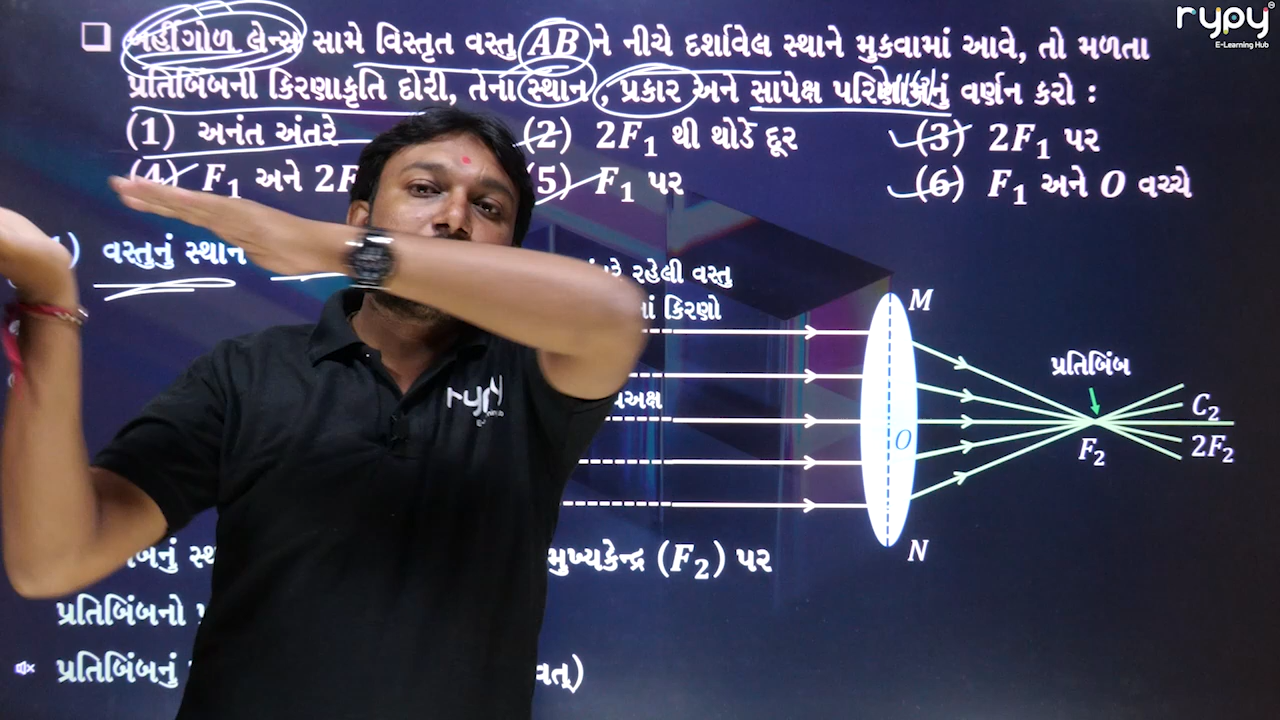 rypy
E-Learning Hub
બહીર્ગોળ લેન્સ સામે વિસ્તૃત વસ્તુ AB ને નીચે દર્શાવેલ સ્થાને મુકવામાં આવે, તો મળતા
પ્રતિબિંબની કિરણાકૃતિ દોરી, તેના સ્થાન, પ્રકાર અને સાપેક્ષ પરિણામનું વર્ણન કરો :
(1) અનંત અંતરે (2) 2F₁ થી થોડે દૂર (3) 2F₁ પર
(4) F₁ અને 2F (5) F₁ પર (6) F₁ અને O વચ્ચે
વસ્તુનું સ્થાન
રહેલી વસ્તુ
કિરણો
M
પ્રતિબિંબ
C₂
O
F₂
2F₂
N
મુખ્યકેન્દ્ર (F₂) પર
પ્રતિબિંબનો
પ્રતિબિંબનું
rypy